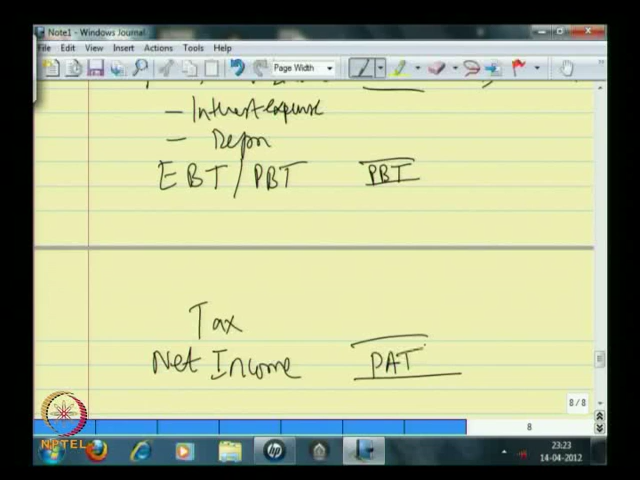 Note1 - Windows Journal
File Edit View Insert Actions Tools Help
Page Width
- Interest expense
- Depn
EBT/PBT PBT
Tax
Net Income PAT
8/8
8
NPTEL
hp
23:23
14-04-2012